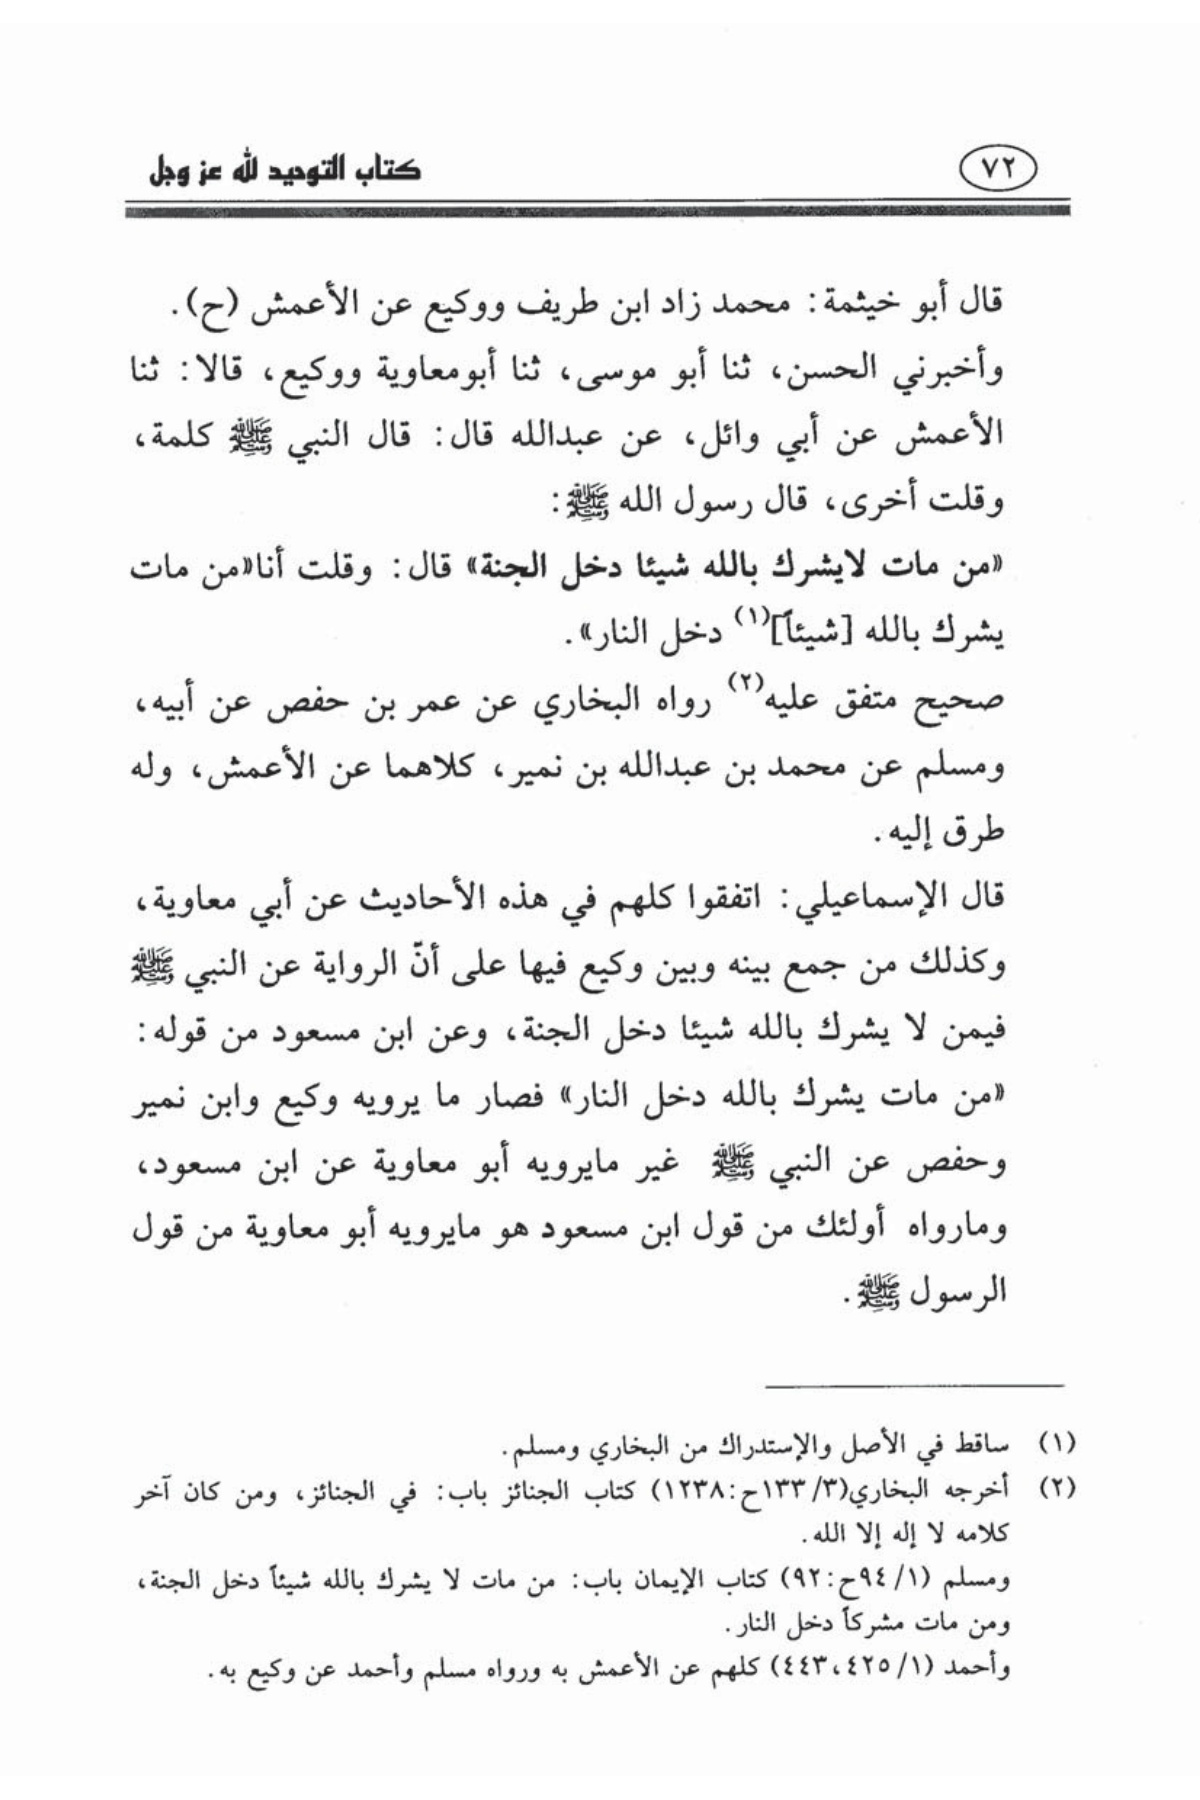 ٧٢
كتاب التوحيد لله عز وجل
قال أبو خيثمة: محمد زاد ابن طريف ووكيع عن الأعمش (ح).
وأخبرني الحسن، ثنا أبو موسى، ثنا أبومعاوية ووكيع، قالا: ثنا
الأعمش عن أبي وائل، عن عبدالله قال: قال النبي ﷺ كلمة،
وقلت أخرى، قال رسول الله ﷺ:
«من مات لايشرك بالله شيئا دخل الجنة» قال: وقلت أنا«من مات
يشرك بالله [شيئاً](١) دخل النار».
صحيح متفق عليه(٢) رواه البخاري عن عمر بن حفص عن أبيه،
ومسلم عن محمد بن عبدالله بن نمير، كلاهما عن الأعمش، وله
طرق إليه.
قال الإسماعيلي: اتفقوا كلهم في هذه الأحاديث عن أبي معاوية،
وكذلك من جمع بينه وبين وكيع فيها على أنّ الرواية عن النبي ﷺ
فيمن لا يشرك بالله شيئا دخل الجنة، وعن ابن مسعود من قوله:
«من مات يشرك بالله دخل النار» فصار ما يرويه وكيع وابن نمير
وحفص عن النبي ﷺ غير مايرويه أبو معاوية عن ابن مسعود،
ومارواه أولئك من قول ابن مسعود هو مايرويه أبو معاوية من قول
الرسول ﷺ.
(١) ساقط في الأصل والإستدراك من البخاري ومسلم.
(٢) أخرجه البخاري(٣/ ١٣٣ح:١٢٣٨) كتاب الجنائز باب: في الجنائز، ومن كان آخر
كلامه لا إله إلا الله.
ومسلم (١/ ٩٤ح:٩٢) كتاب الإيمان باب: من مات لا يشرك بالله شيئاً دخل الجنة،
ومن مات مشركاً دخل النار.
وأحمد (١/ ٤٢٥، ٤٤٣) كلهم عن الأعمش به ورواه مسلم وأحمد عن وكيع به.